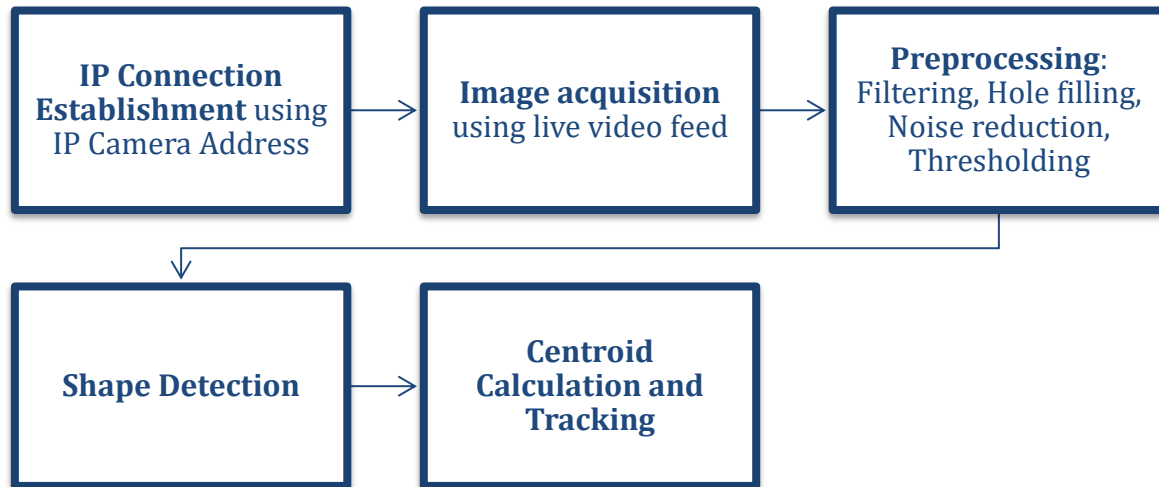 IP Connection
Establishment using
IP Camera Address
Image acquisition
using live video feed
Preprocessing:
Filtering, Hole filling,
Noise reduction,
Thresholding
Shape Detection
Centroid
Calculation and
Tracking